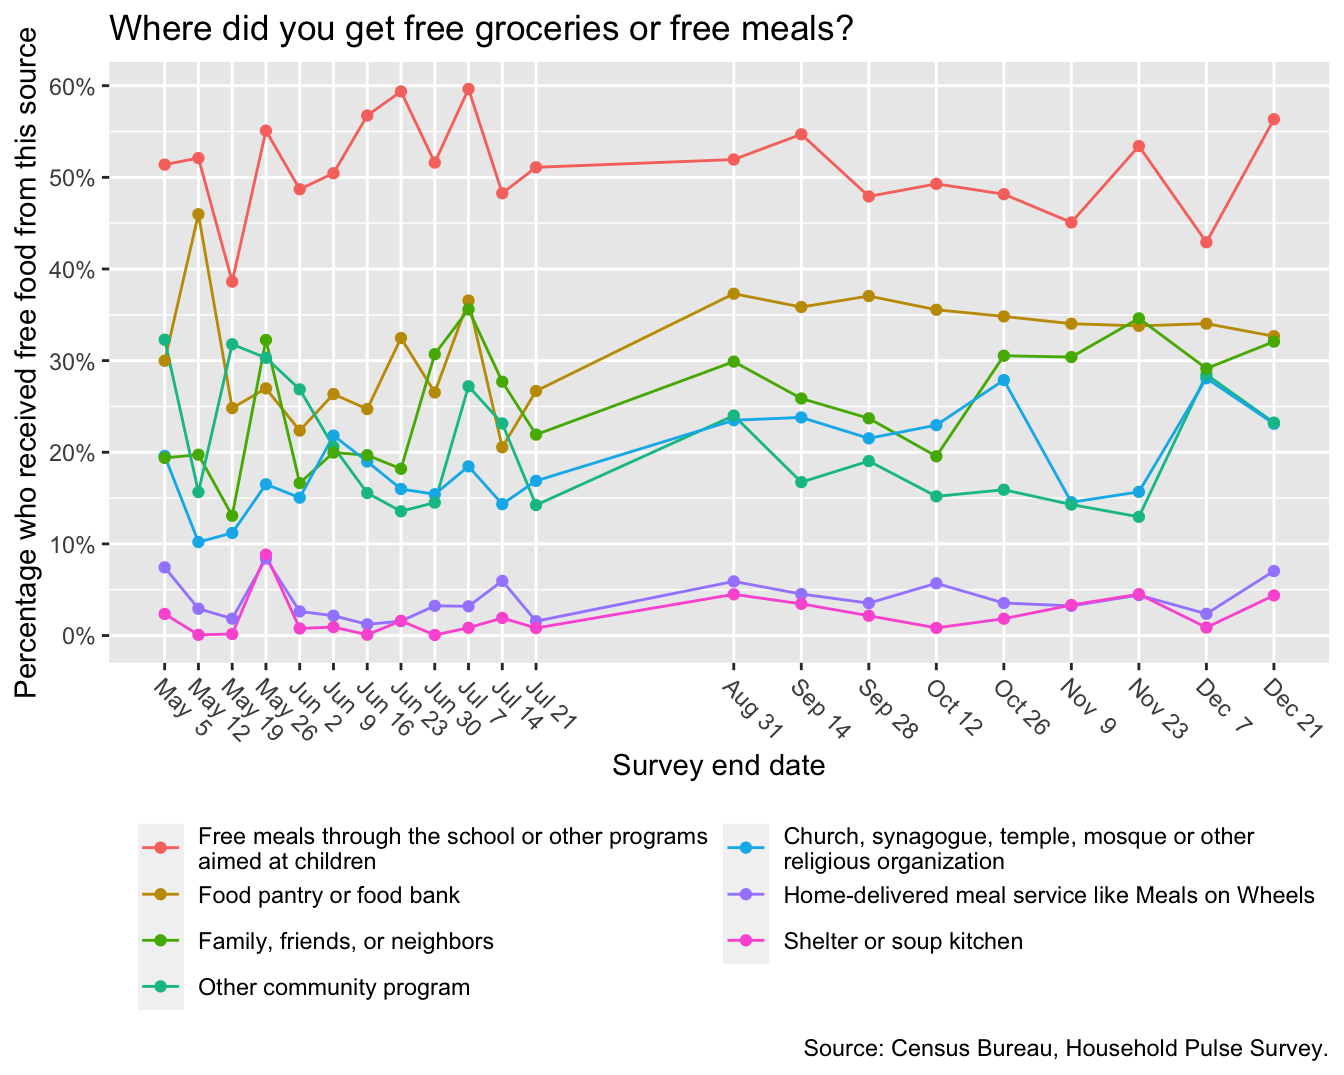 Where did you get free groceries or free meals?
Percentage who received free food from this source
60%
50%
40%
30%
20%
10%
0%
May 5
May 12
May 19
May 26
Jun 2
Jun 9
Jun 16
Jun 23
Jun 30
Jul 7
Jul 14
Jul 21
Aug 31
Sep 14
Sep 28
Oct 12
Oct 26
Nov 9
Nov 23
Dec 7
Dec 21
Survey end date
Free meals through the school or other programs
aimed at children
Food pantry or food bank
Family, friends, or neighbors
Other community program
Church, synagogue, temple, mosque or other
religious organization
Home-delivered meal service like Meals on Wheels
Shelter or soup kitchen
Source: Census Bureau, Household Pulse Survey.